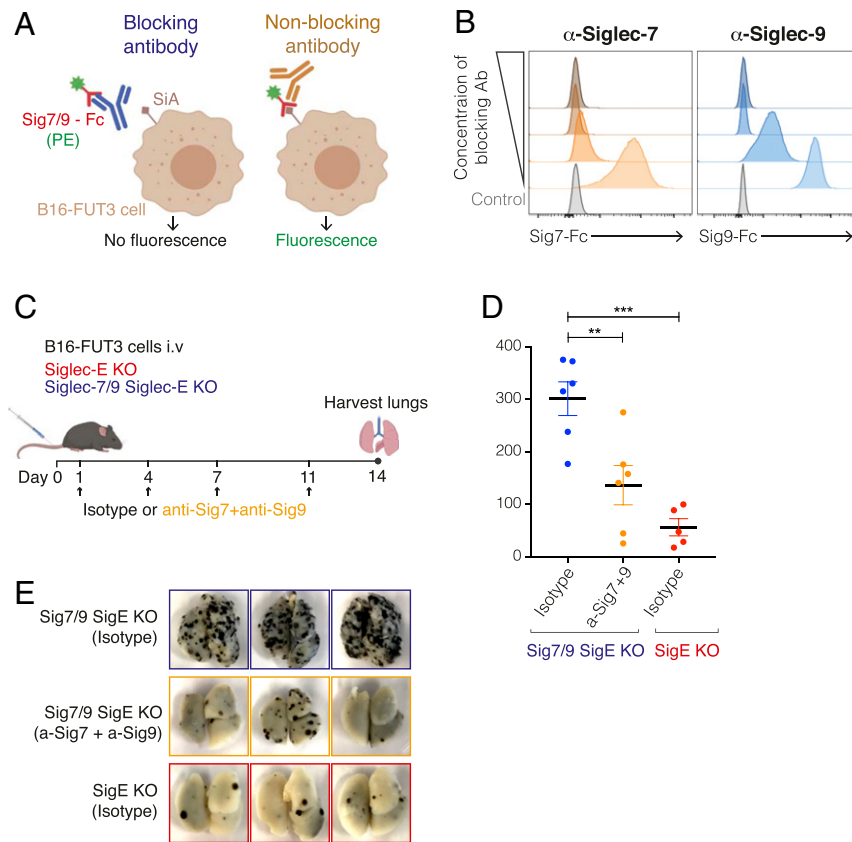 A
Blocking
antibody
Non-blocking
antibody
SiA
Sig7/9 - Fc
(PE)
B16-FUT3 cell
No fluorescence
Fluorescence
B
α-Siglec-7
α-Siglec-9
Concentraion of
blocking Ab
Control
Sig7-Fc
Sig9-Fc
C
B16-FUT3 cells i.v
Siglec-E KO
Siglec-7/9 Siglec-E KO
Harvest lungs
Day 0 1 4 7 11 14
Isotype or anti-Sig7+anti-Sig9
D
***
**
400
300
200
100
0
Isotype
a-Sig7+9
Isotype
Sig7/9 SigE KO
SigE KO
E
Sig7/9 SigE KO
(Isotype)
Sig7/9 SigE KO
(a-Sig7 + a-Sig9)
SigE KO
(Isotype)